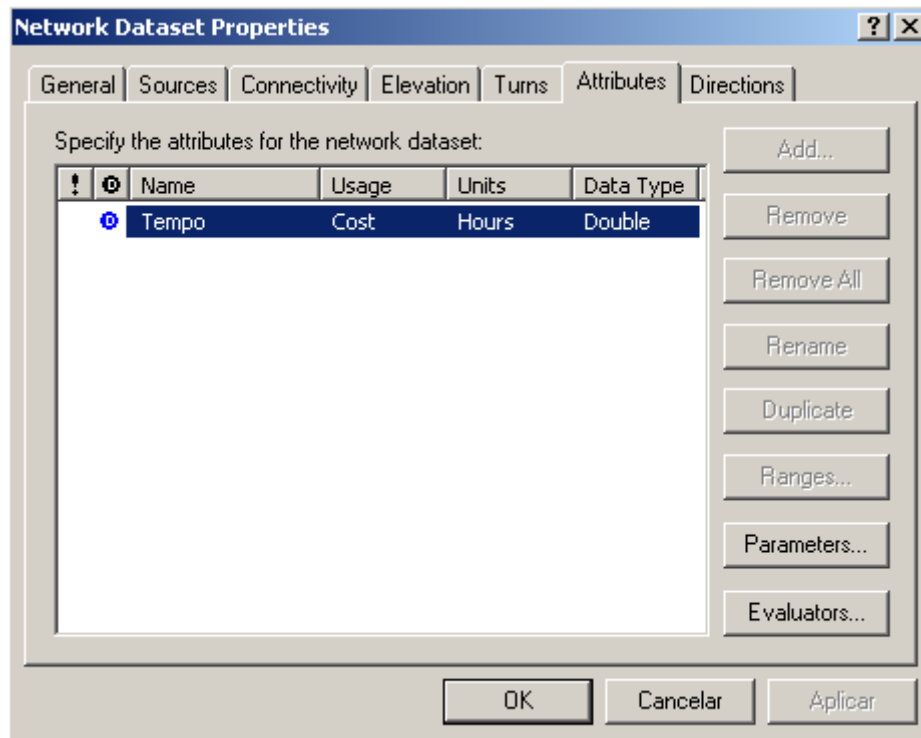 Network Dataset Properties ? X
General Sources Connectivity Elevation Turns Attributes Directions
Specify the attributes for the network dataset:
! D Name Usage Units Data Type
D Tempo Cost Hours Double
Add...
Remove
Remove All
Rename
Duplicate
Ranges...
Parameters...
Evaluators...
OK Cancelar Aplicar